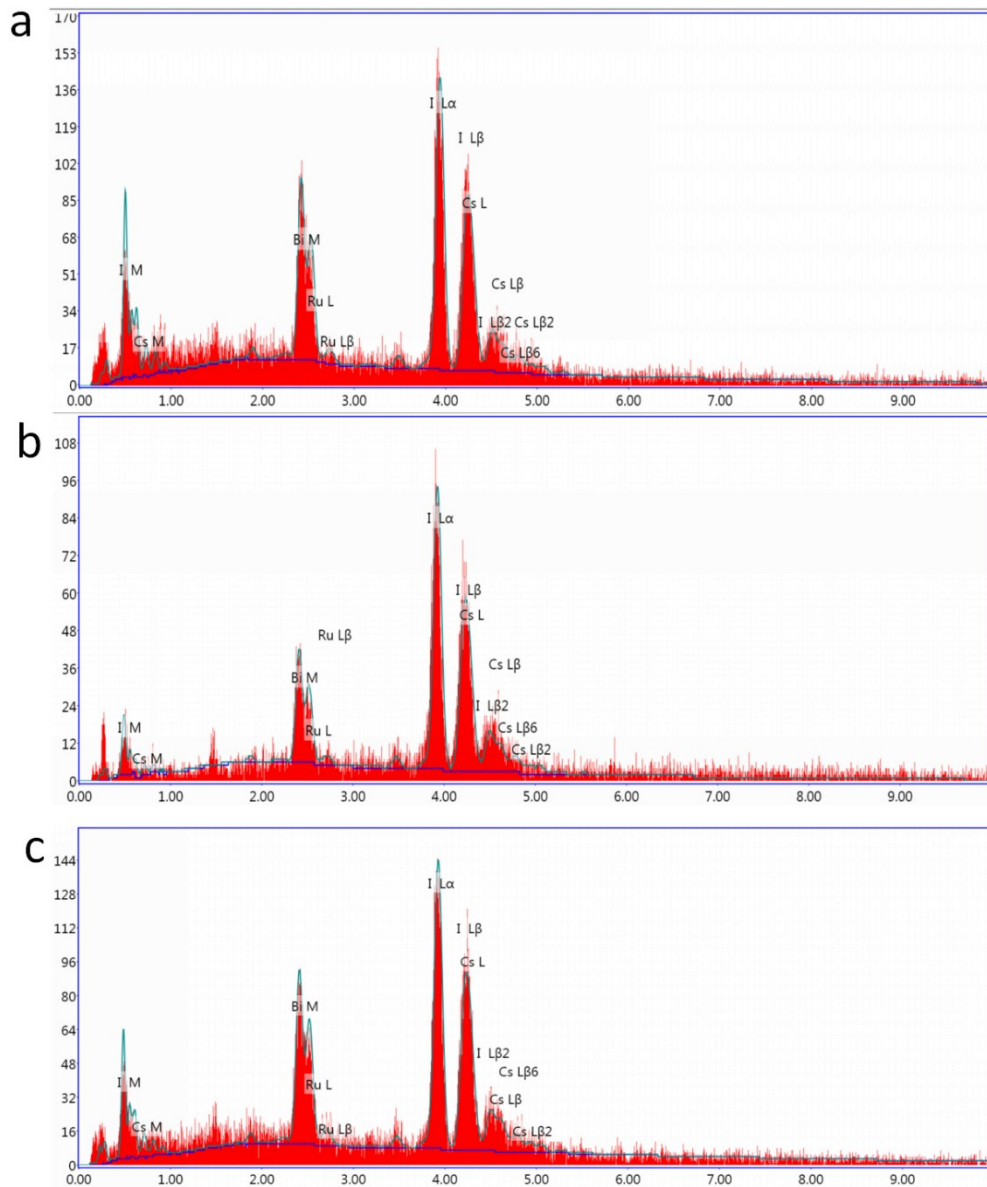 a
170
153
136
I Lα
119
I Lβ
102
85
Cs L
68
Bi M
I M
51
Cs Lβ
Ru L
34
I Lβ2 Cs Lβ2
Cs M
Ru Lβ
17
Cs Lβ6
0
0.00 1.00 2.00 3.00 4.00 5.00 6.00 7.00 8.00 9.00
b
108
96
84
I Lα
72
60
I Lβ
Cs L
48
Ru Lβ
36
Cs Lβ
Bi M
24
I Lβ2
I M
Ru L
Cs Lβ6
12
Cs M
Cs Lβ2
0
0.00 1.00 2.00 3.00 4.00 5.00 6.00 7.00 8.00 9.00
c
144
I Lα
128
112
I Lβ
96
Cs L
80
Bi M
64
48
I Lβ2
Cs Lβ6
I M
Ru L
32
Cs Lβ
16
Cs M
Ru Lβ
Cs Lβ2
0
0.00 1.00 2.00 3.00 4.00 5.00 6.00 7.00 8.00 9.00